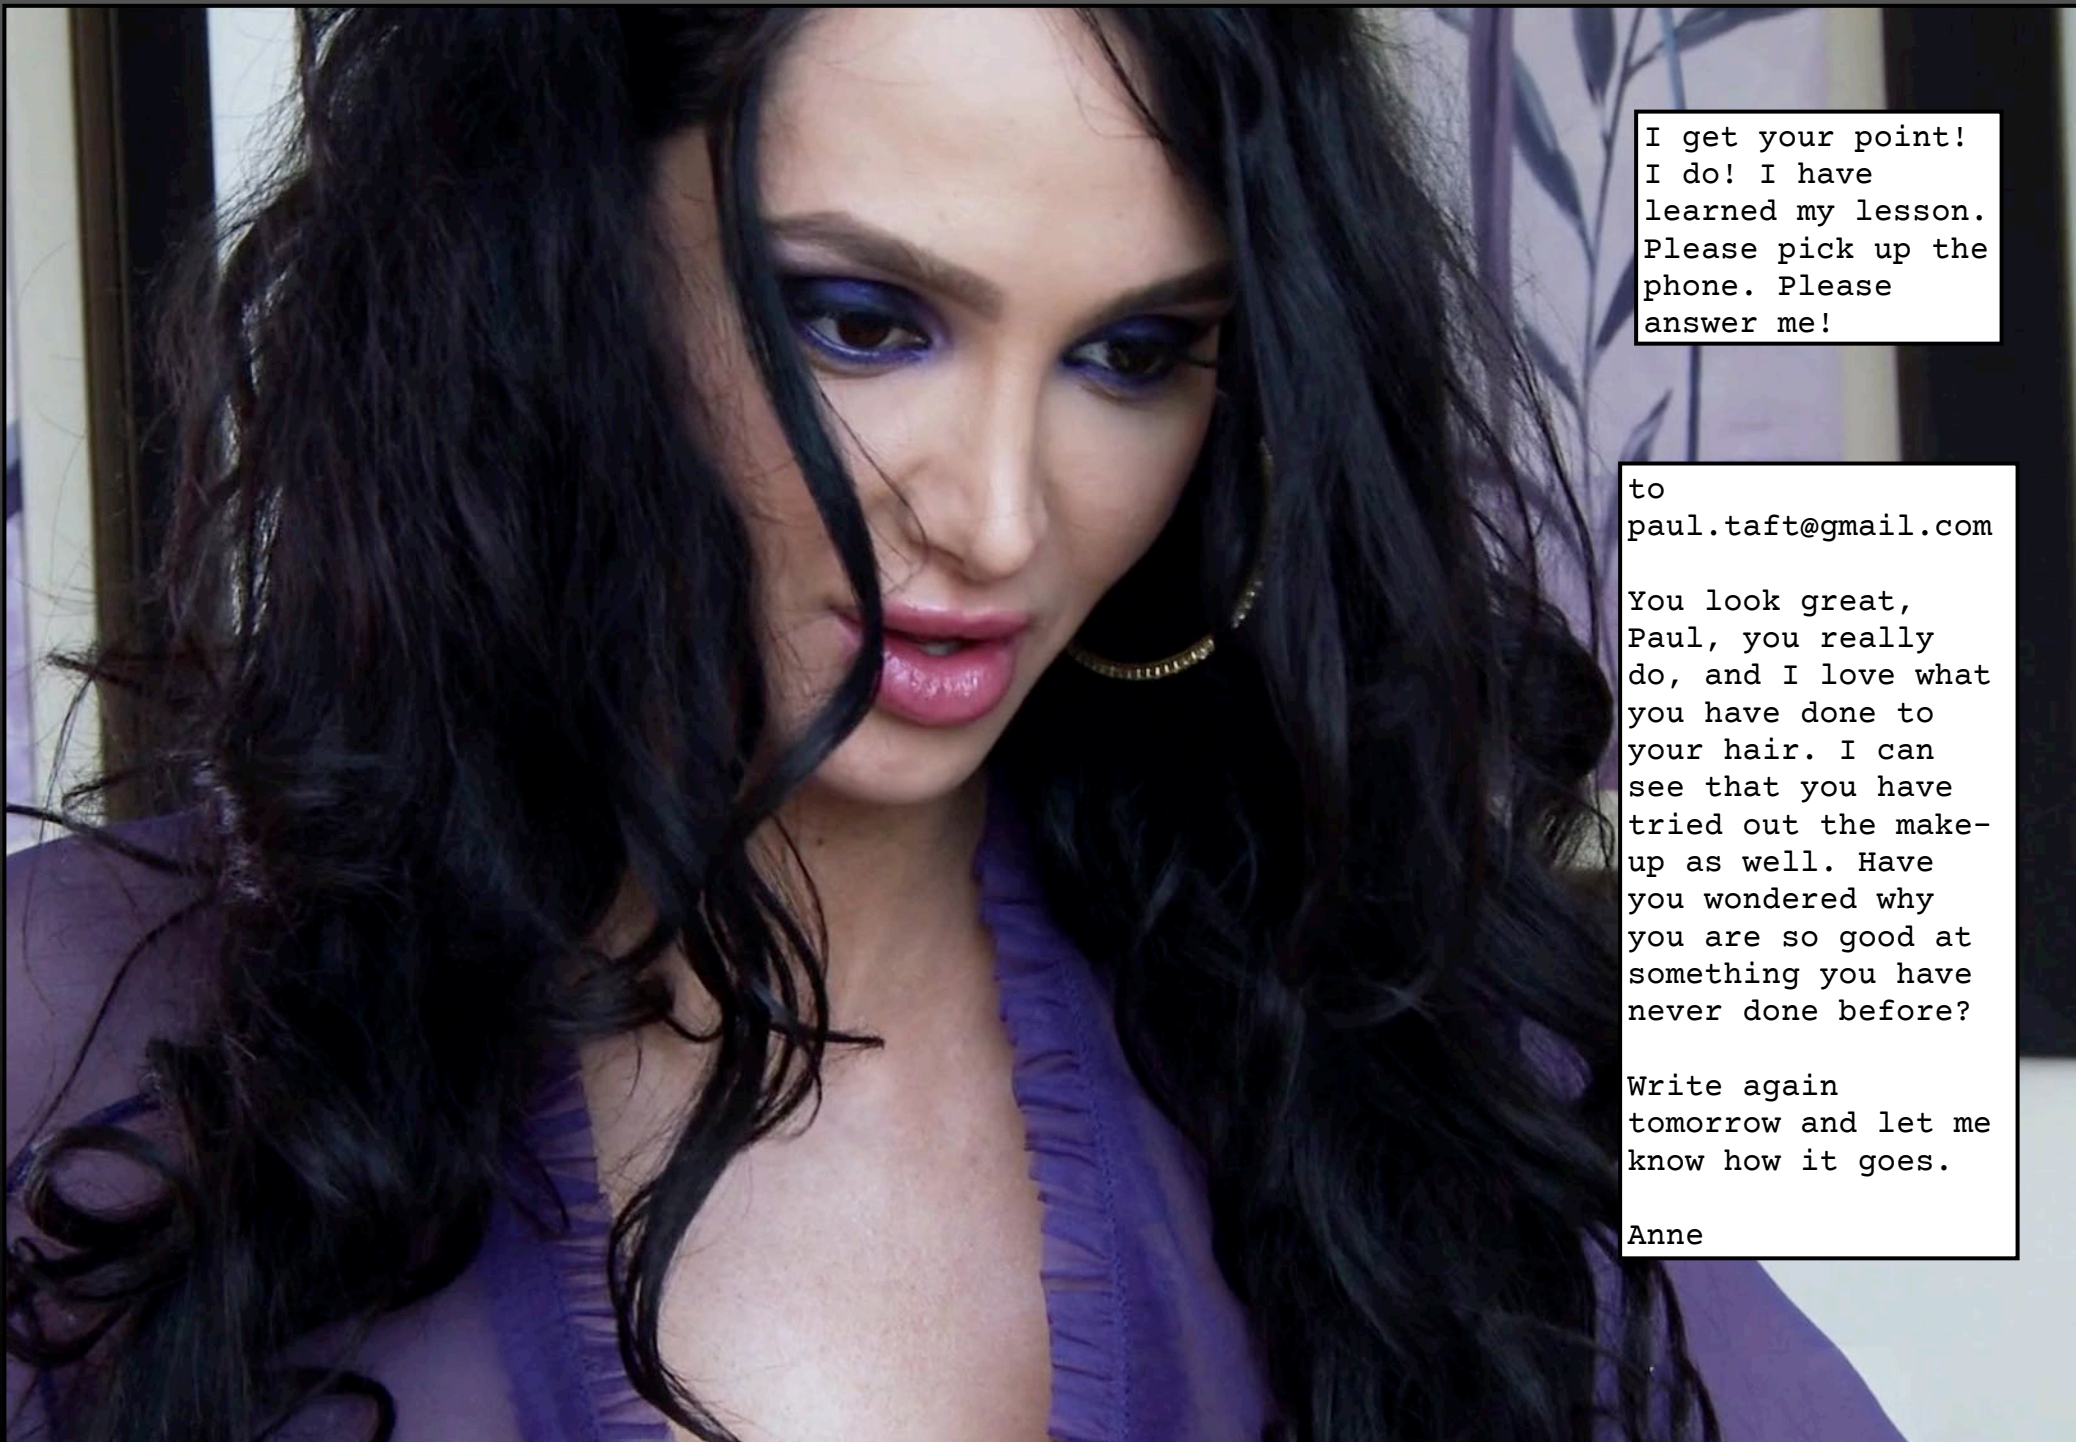 I get your point!
I do! I have
learned my lesson.
Please pick up the
phone. Please
answer me!
to
paul.taft@gmail.com
You look great,
Paul, you really
do, and I love what
you have done to
your hair. I can
see that you have
tried out the make-
up as well. Have
you wondered why
you are so good at
something you have
never done before?
Write again
tomorrow and let me
know how it goes.
Anne